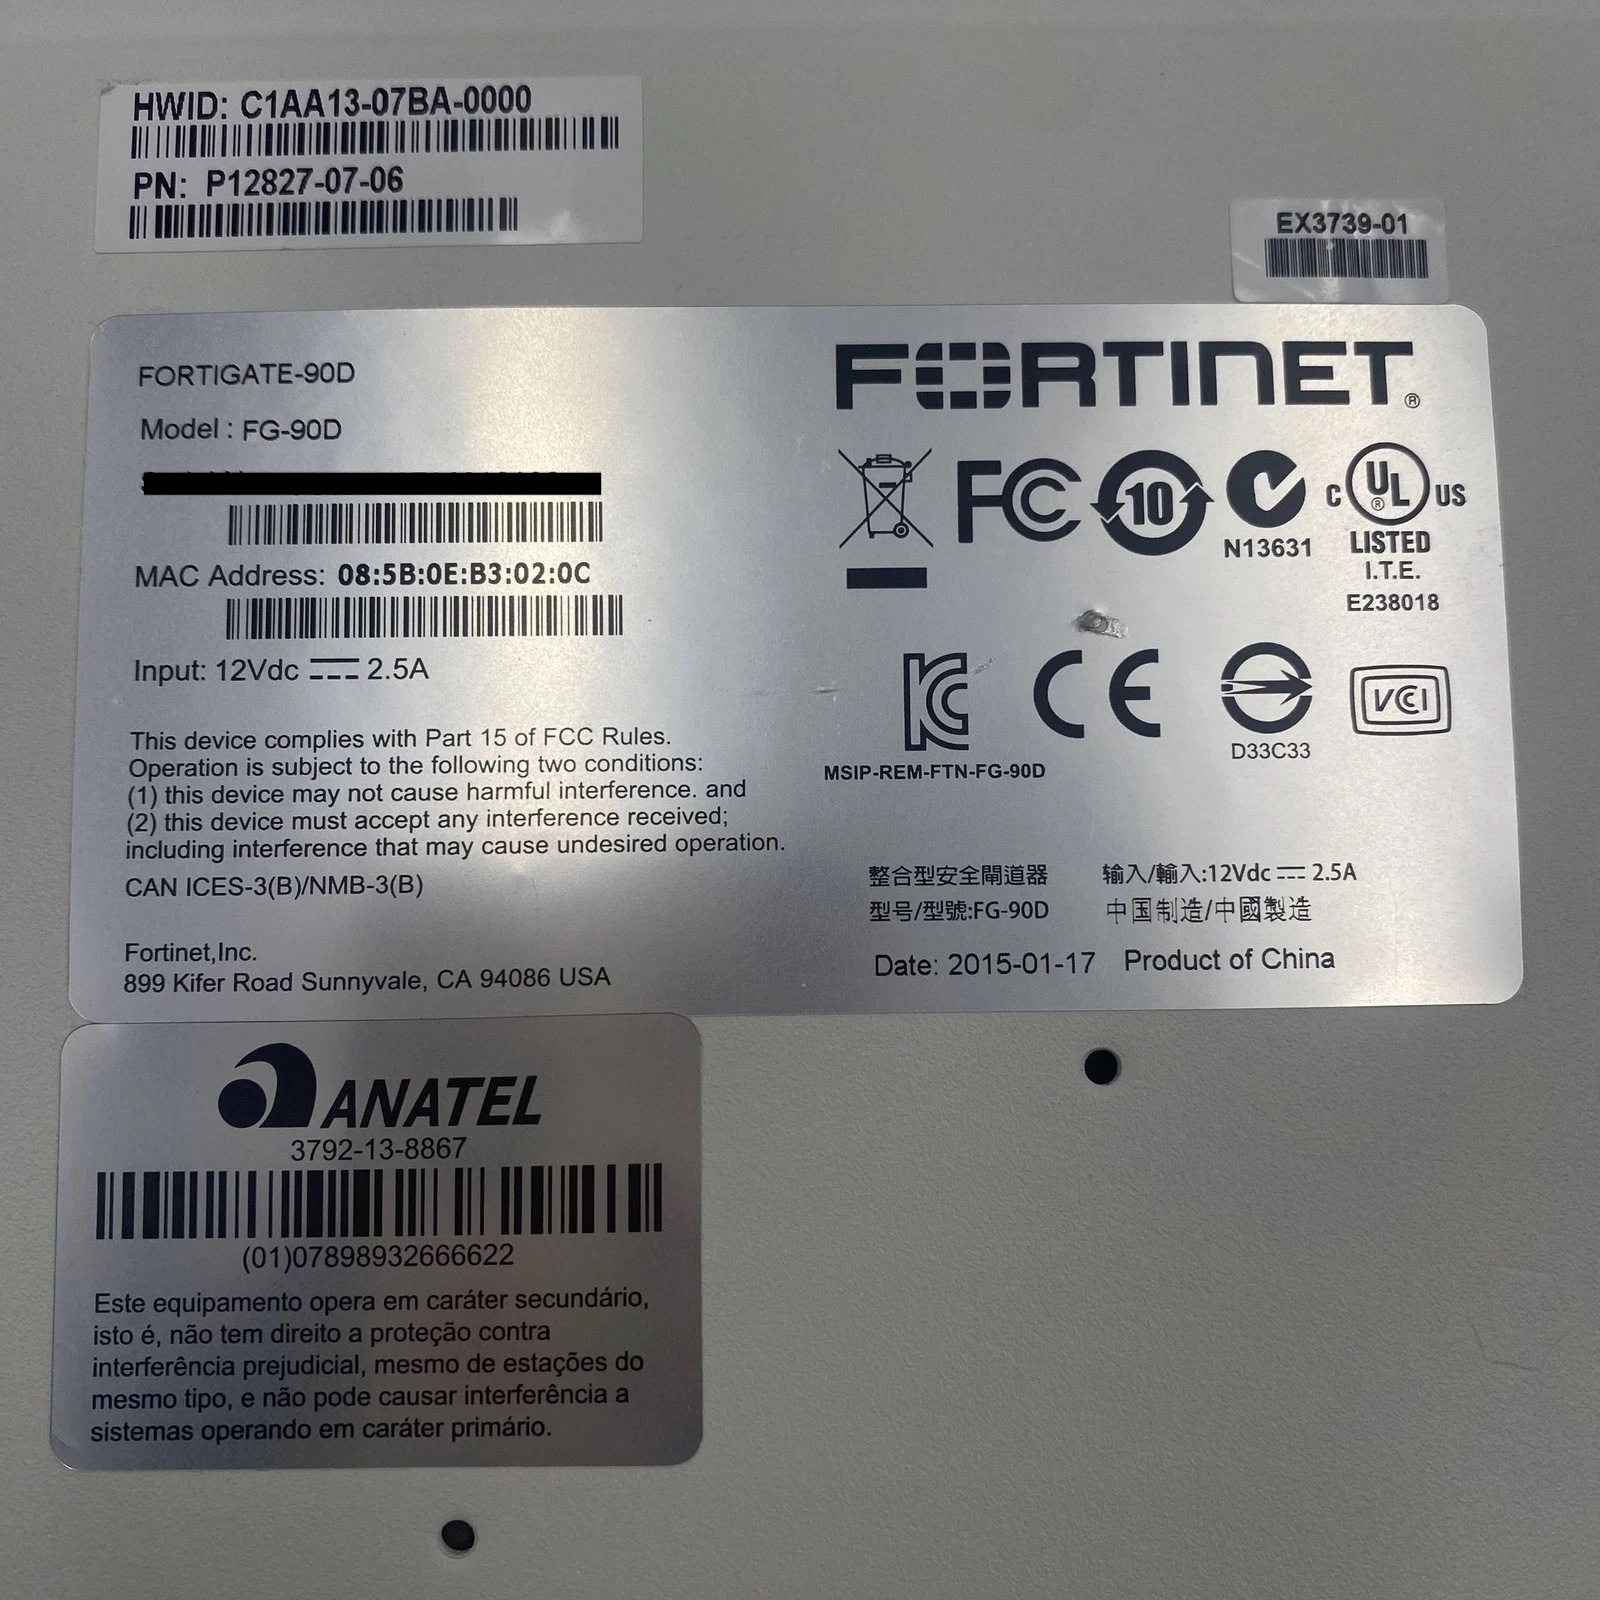 HWID: C1AA13-07BA-0000
PN: P12827-07-06
EX3739-01
FORTIGATE-90D
Model : FG-90D
MAC Address: 08:5B:0E:B3:02:0C
Input: 12Vdc 2.5A
This device complies with Part 15 of FCC Rules.
Operation is subject to the following two conditions:
(1) this device may not cause harmful interference. and
(2) this device must accept any interference received;
including interference that may cause undesired operation.
CAN ICES-3(B)/NMB-3(B)
Fortinet,Inc.
899 Kifer Road Sunnyvale, CA 94086 USA
FORTINET®
FC 10 N13631
C UL ® US
LISTED
I.T.E.
E238018
KC CE D33C33 VCI
MSIP-REM-FTN-FG-90D
整合型安全閘道器 输入/輸入:12Vdc 2.5A
型号/型號:FG-90D 中国制造/中國製造
Date: 2015-01-17 Product of China
ANATEL
3792-13-8867
(01)07898932666622
Este equipamento opera em caráter secundário,
isto é, não tem direito a proteção contra
interferência prejudicial, mesmo de estações do
mesmo tipo, e não pode causar interferência a
sistemas operando em caráter primário.